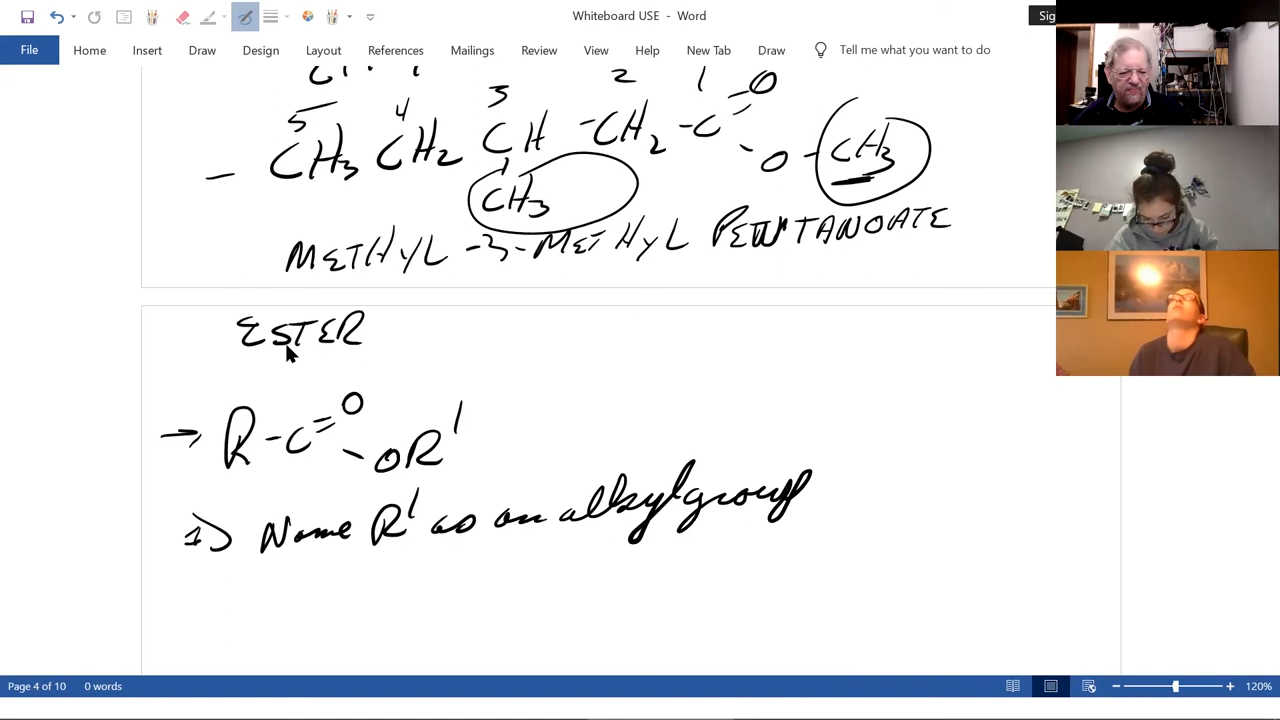 Whiteboard USE - Word
Sig
File Home Insert Draw Design Layout References Mailings Review View Help New Tab Draw Tell me what you want to do
5 4 3 2 1 O
CH3 CH2 CH - CH2 - C = - O - CH3
CH3
METHYL -3-METHYL PENTANOATE
ESTER
→ R - C = O - OR'
1) Name R' as an alkyl group
Page 4 of 10 0 words 120%